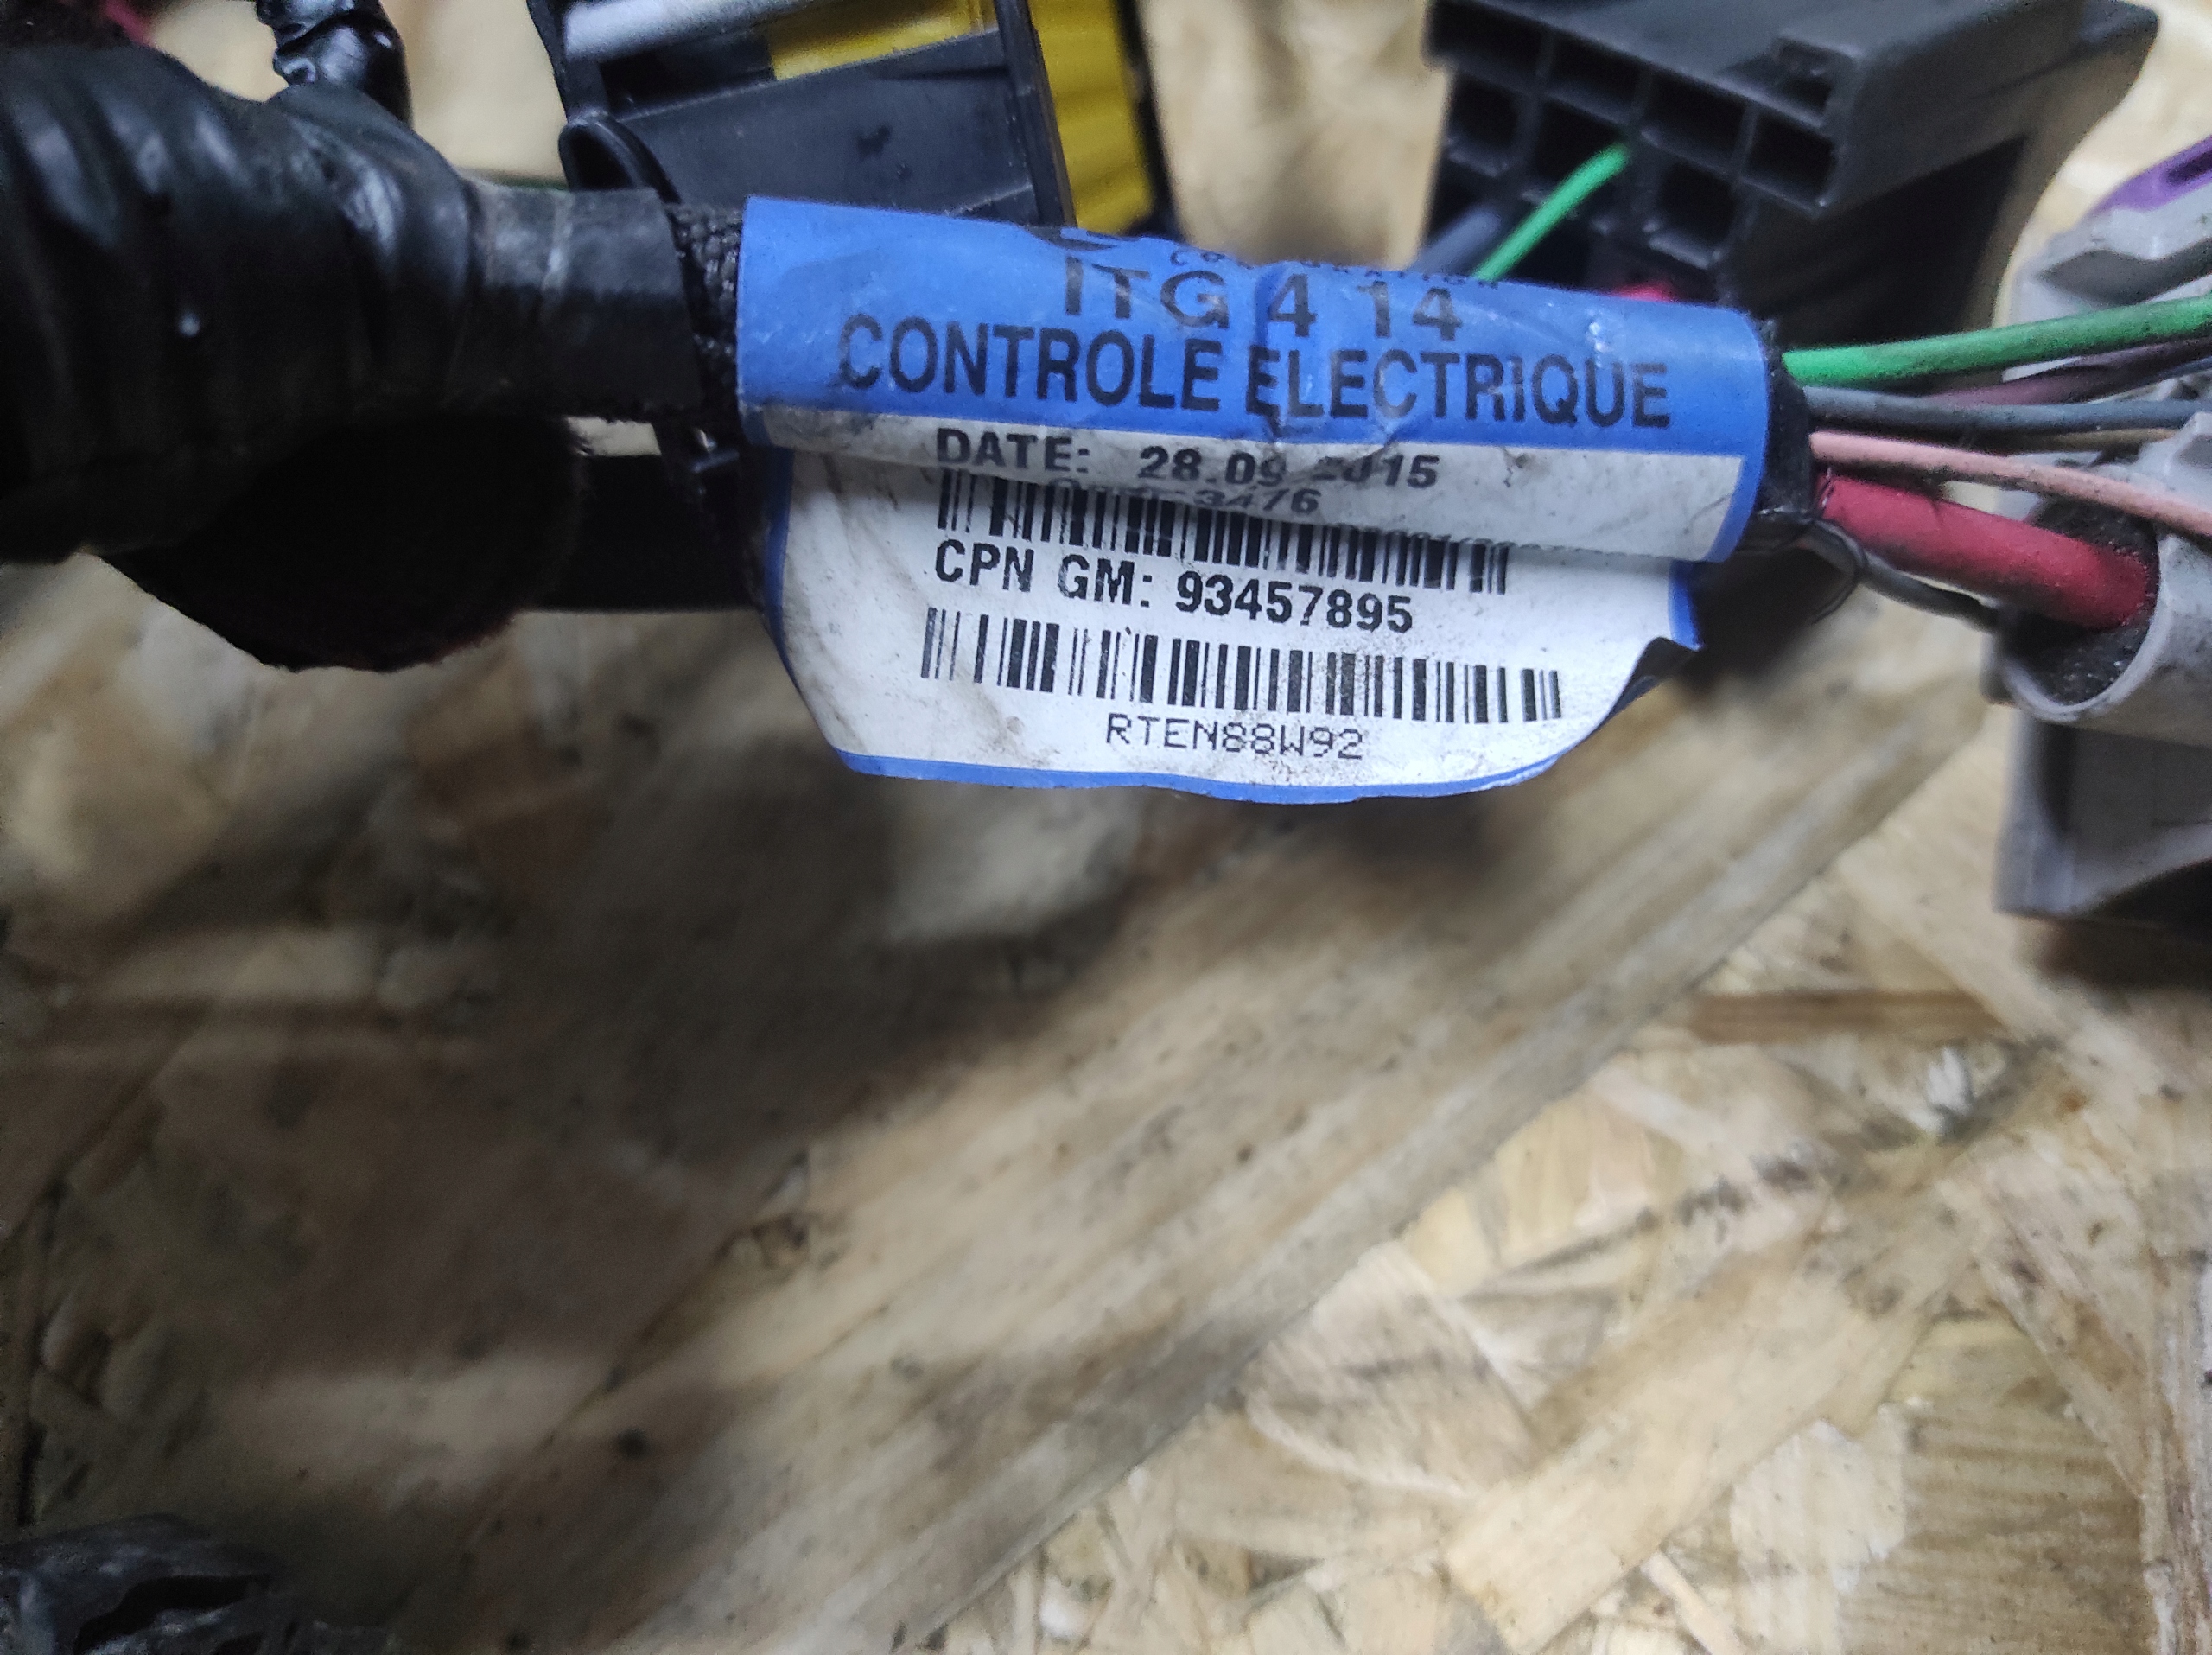 ITG 4 14
CONTROLE ELECTRIQUE
DATE: 28.09.2015
CPN GM: 93457895
RTEN88W92